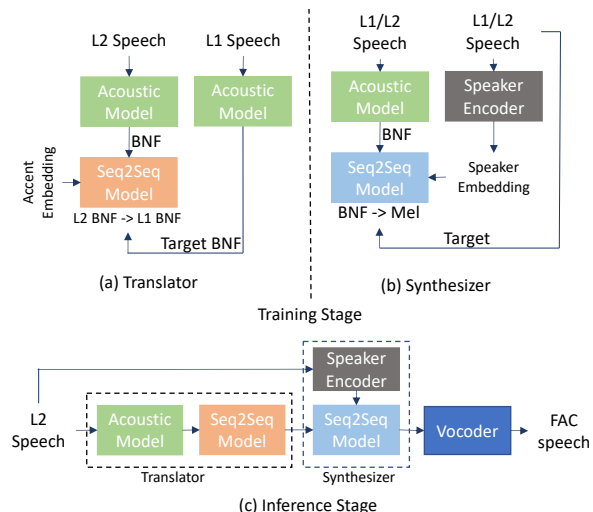 L2 Speech
L1 Speech
Acoustic
Model
Acoustic
Model
BNF
Accent
Embedding
Seq2Seq
Model
L2 BNF -> L1 BNF
Target BNF
(a) Translator
L1/L2
Speech
L1/L2
Speech
Acoustic
Model
Speaker
Encoder
BNF
Seq2Seq
Model
Speaker
Embedding
BNF -> Mel
Target
(b) Synthesizer
Training Stage
L2
Speech
Acoustic
Model
Seq2Seq
Model
Translator
Speaker
Encoder
Seq2Seq
Model
Synthesizer
Vocoder
FAC
speech
(c) Inference Stage